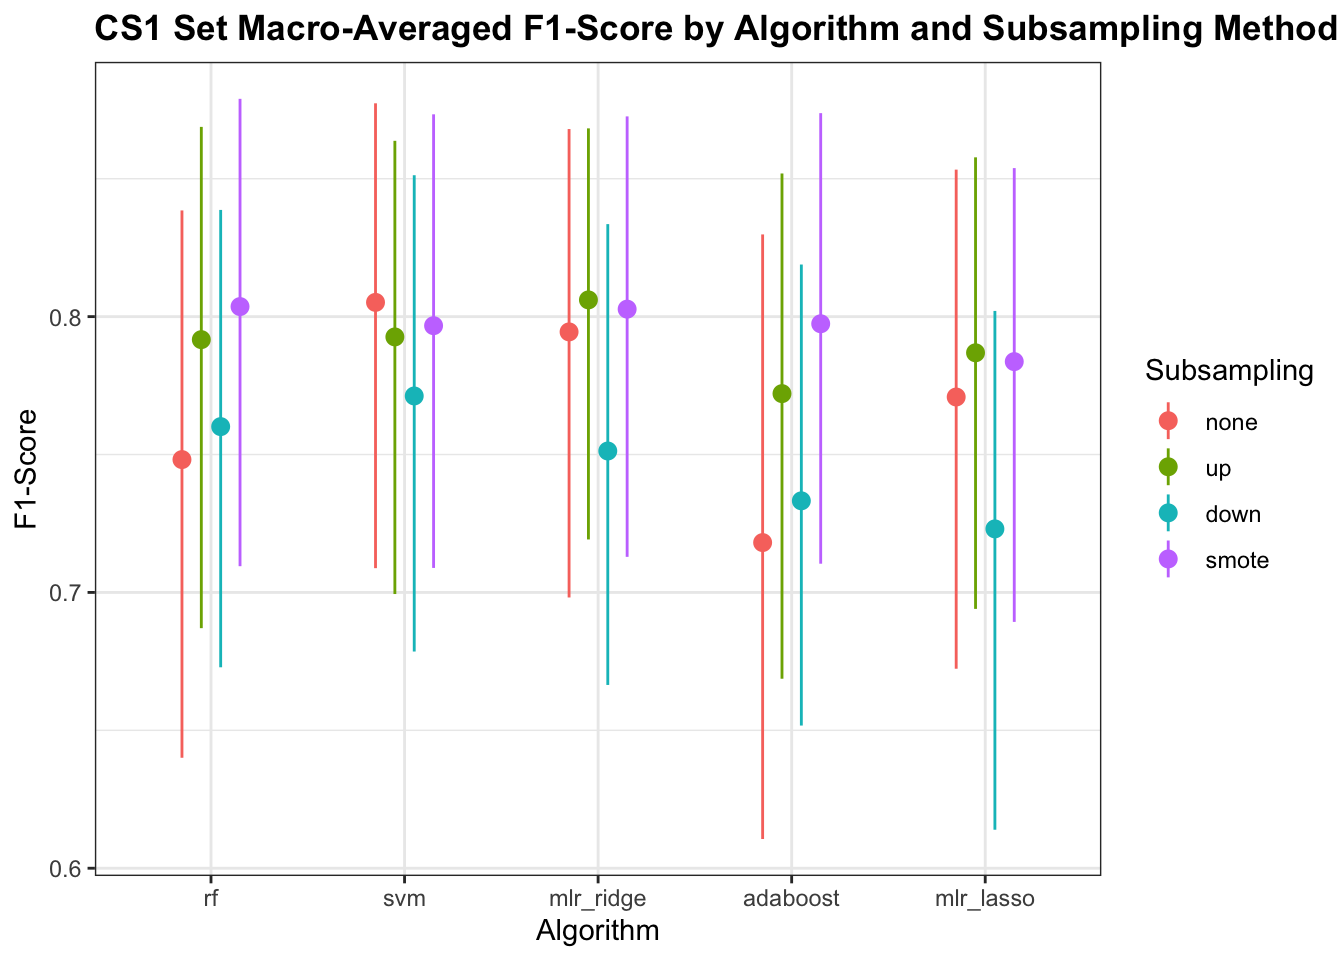 CS1 Set Macro-Averaged F1-Score by Algorithm and Subsampling Method
F1-Score
0.8
0.7
0.6
rf svm mlr_ridge adaboost mlr_lasso
Algorithm
Subsampling
none
up
down
smote